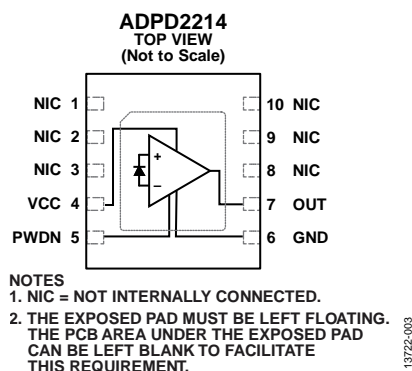 ADPD2214
TOP VIEW
(Not to Scale)
NIC 1
10 NIC
NIC 2
9 NIC
NIC 3
8 NIC
VCC 4
7 OUT
PWDN 5
6 GND
+
–
NOTES
1. NIC = NOT INTERNALLY CONNECTED.
2. THE EXPOSED PAD MUST BE LEFT FLOATING.
THE PCB AREA UNDER THE EXPOSED PAD
CAN BE LEFT BLANK TO FACILITATE
THIS REQUIREMENT.
13722-003